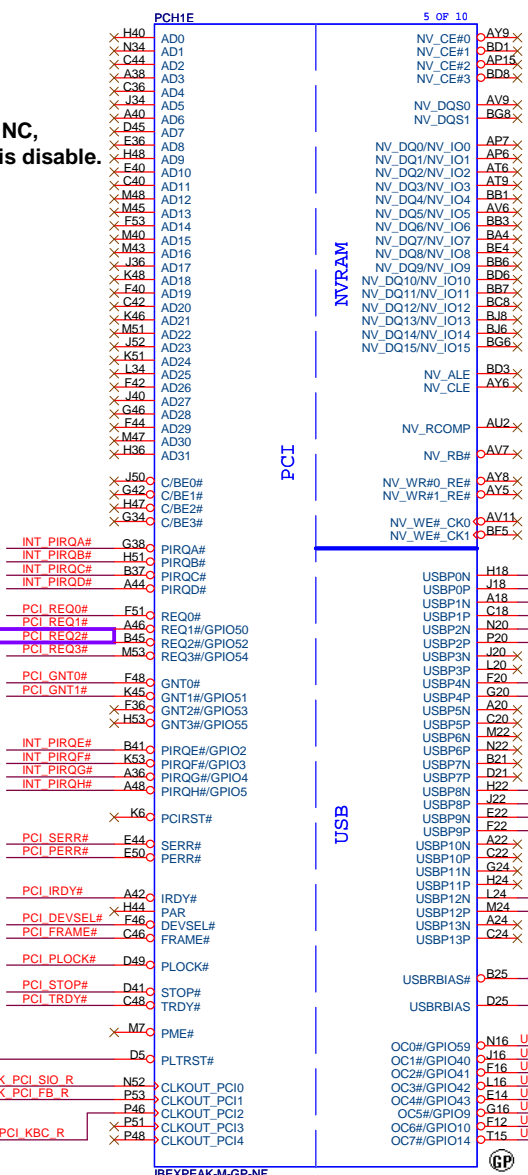 PCH1E 5 OF 10
H40 AD0 NV_CE#0 AY9
N34 AD1 NV_CE#1 BD1
C44 AD2 NV_CE#2 AP15
A38 AD3 NV_CE#3 BD8
C36 AD4
J34 AD5 NV_DQS0 AV9
A40 AD6 NV_DQS1 BG8
NC, D45 AD7
E36 AD8 NV_DQ0/NV_IO0 AP7
is disable. H48 AD9 NV_DQ1/NV_IO1 AP6
E40 AD10 NV_DQ2/NV_IO2 AT6
C40 AD11 NV_DQ3/NV_IO3 AT9
M48 AD12 NV_DQ4/NV_IO4 BB1
M45 AD13 NV_DQ5/NV_IO5 AV6
F53 AD14 NV_DQ6/NV_IO6 BB3
M40 AD15 NV_DQ7/NV_IO7 BA4
M43 AD16 NV_DQ8/NV_IO8 BE4
J36 AD17 NV_DQ9/NV_IO9 BB6
K48 AD18 NV_DQ10/NV_IO10 BD6
F40 AD19 NV_DQ11/NV_IO11 BB7
C42 AD20 NV_DQ12/NV_IO12 BC8
K46 AD21 NV_DQ13/NV_IO13 BJ8
M51 AD22 NV_DQ14/NV_IO14 BJ6
J52 AD23 NV_DQ15/NV_IO15 BG6
K51 AD24
L34 AD25 NV_ALE BD3
F42 AD26 NV_CLE AY6
J40 AD27
G46 AD28
F44 AD29 NV_RCOMP AU2
M47 AD30
H36 AD31 NV_RB# AV7
NVRAM
PCI
J50 C/BE0# NV_WR#0_RE# AY8
G42 C/BE1# NV_WR#1_RE# AY5
H47 C/BE2#
G34 C/BE3# NV_WE#_CK0 AV11
NV_WE#_CK1 BF5
INT_PIRQA# G38 PIRQA#
INT_PIRQB# H51 PIRQB#
INT_PIRQC# B37 PIRQC# USBP0N H18
INT_PIRQD# A44 PIRQD# USBP0P J18
USBP1N A18
PCI_REQ0# F51 REQ0# USBP1P C18
PCI_REQ1# A46 REQ1#/GPIO50 USBP2N N20
PCI_REQ2# B45 REQ2#/GPIO52 USBP2P P20
PCI_REQ3# M53 REQ3#/GPIO54 USBP3N J20
USBP3P L20
PCI_GNT0# F48 GNT0# USBP4N F20
PCI_GNT1# K45 GNT1#/GPIO51 USBP4P G20
F36 GNT2#/GPIO53 USBP5N A20
H53 GNT3#/GPIO55 USBP5P C20
USBP6N M22
INT_PIRQE# B41 PIRQE#/GPIO2 USBP6P N22
INT_PIRQF# K53 PIRQF#/GPIO3 USBP7N B21
INT_PIRQG# A36 PIRQG#/GPIO4 USBP7P D21
INT_PIRQH# A48 PIRQH#/GPIO5 USBP8N H22
USBP8P J22
K6 PCIRST# USBP9N E22
USBP9P F22
USB
PCI_SERR# E44 SERR# USBP10N A22
PCI_PERR# E50 PERR# USBP10P C22
USBP11N G24
USBP11P H24
PCI_IRDY# A42 IRDY# USBP12N L24
H44 PAR USBP12P M24
PCI_DEVSEL# F46 DEVSEL# USBP13N A24
PCI_FRAME# C46 FRAME# USBP13P C24
PCI_PLOCK# D49 PLOCK#
USBRBIAS# B25
PCI_STOP# D41 STOP#
PCI_TRDY# C48 TRDY# USBRBIAS D25
M7 PME#
OC0#/GPIO59 N16 U
D5 PLTRST# OC1#/GPIO40 J16 U
OC2#/GPIO41 F16 U
K_PCI_SIO_R N52 CLKOUT_PCI0 OC3#/GPIO42 L16 U
K_PCI_FB_R P53 CLKOUT_PCI1 OC4#/GPIO43 E14 U
P46 CLKOUT_PCI2 OC5#/GPIO9 G16 U
P51 CLKOUT_PCI3 OC6#/GPIO10 F12 U
PCI_KBC_R P48 CLKOUT_PCI4 OC7#/GPIO14 T15 U
GP
IBEXPEAK-M-GP-NF